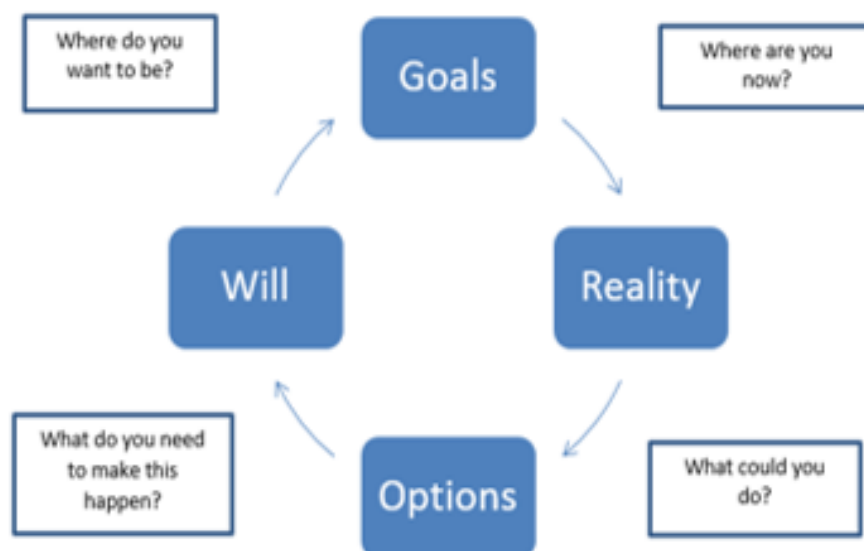 Where do you
want to be?
Goals
Where are you
now?
Will
Reality
What do you need
to make this
happen?
Options
What could you
do?